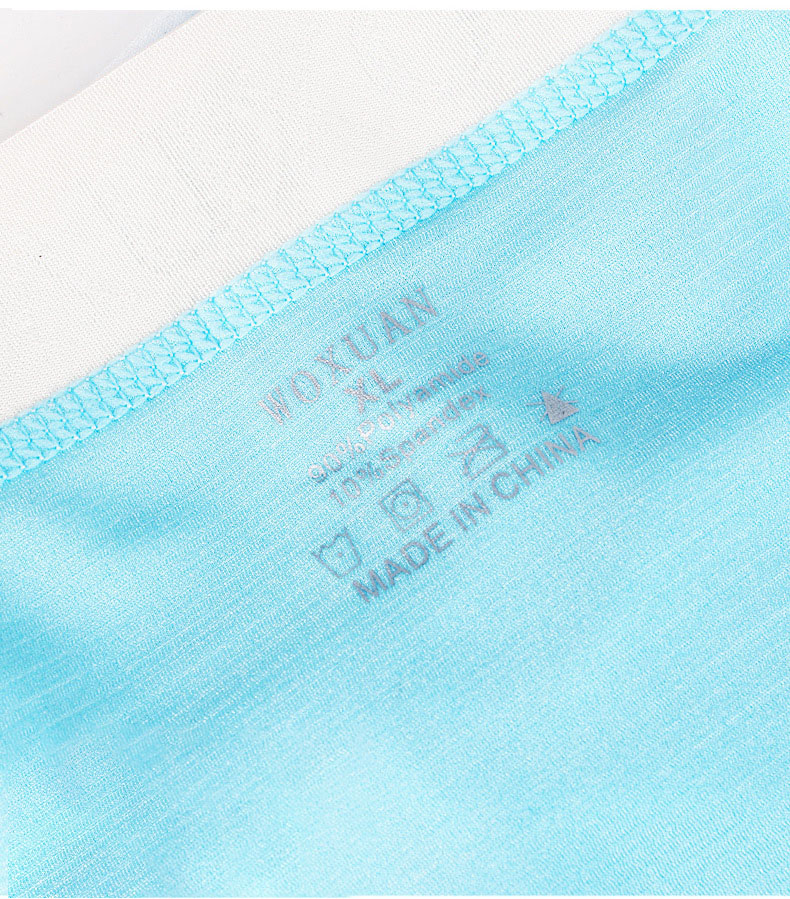 WOXUAN
XL
90%Polyamide
10%Spandex
MADE IN CHINA